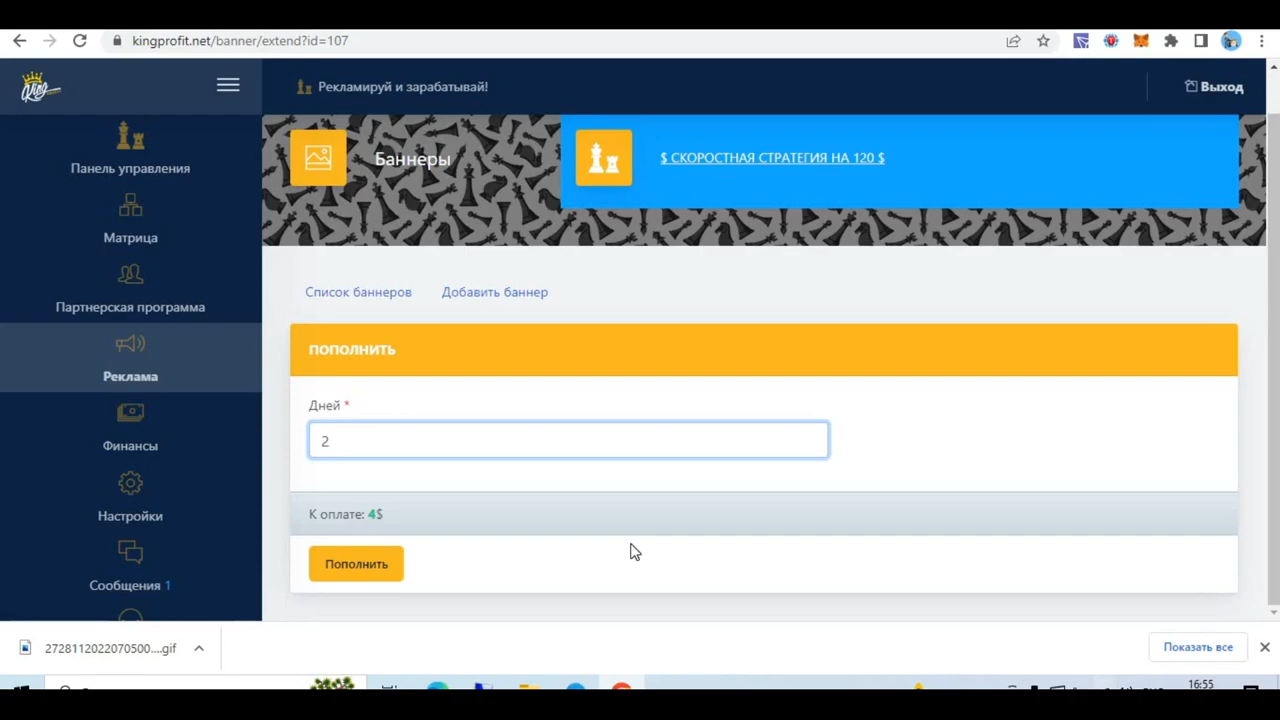 kingprofit.net/banner/extend?id=107
King
Рекламируй и зарабатывай!
Выход
Панель управления
Матрица
Партнерская программа
Реклама
Финансы
Настройки
Сообщения 1
Баннеры
$ СКОРОСТНАЯ СТРАТЕГИЯ НА 120 $
Список баннеров
Добавить баннер
ПОПОЛНИТЬ
Дней *
2
К оплате: 4$
Пополнить
2728112022070500....gif
Показать все
16:55